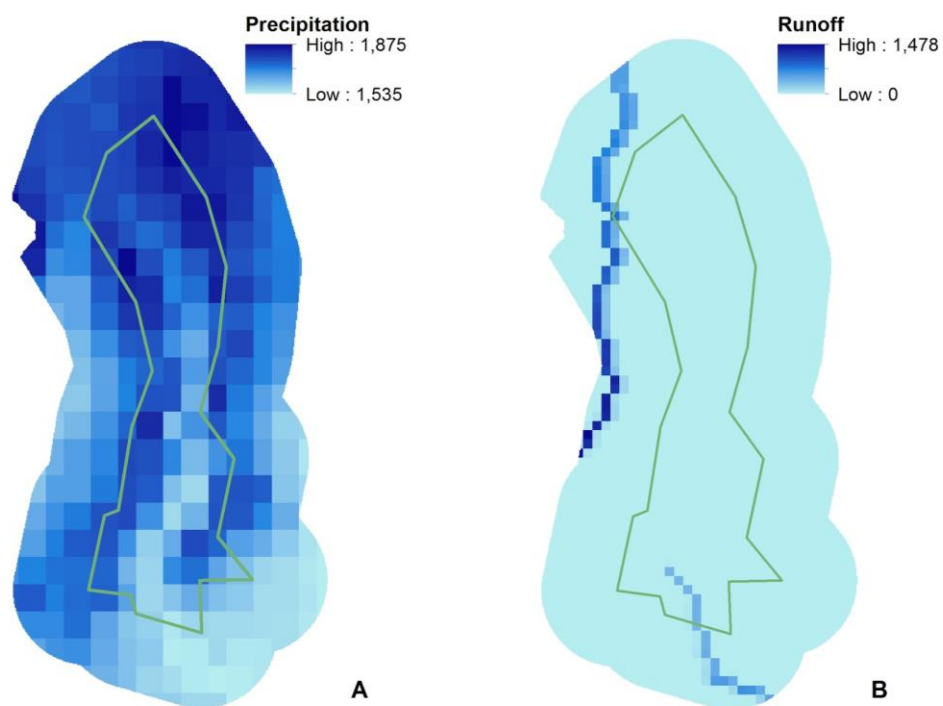 Precipitation
High : 1,875
Low : 1,535
A
Runoff
High : 1,478
Low : 0
B